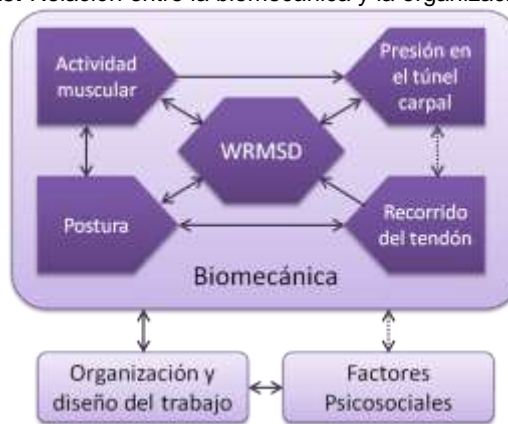 Relación entre la biomecánica y la organizac
Actividad
muscular
Presión en
el túnel
carpal
WRMSD
Postura
Recorrido
del tendón
Biomecánica
Organización y
diseño del trabajo
Factores
Psicosociales